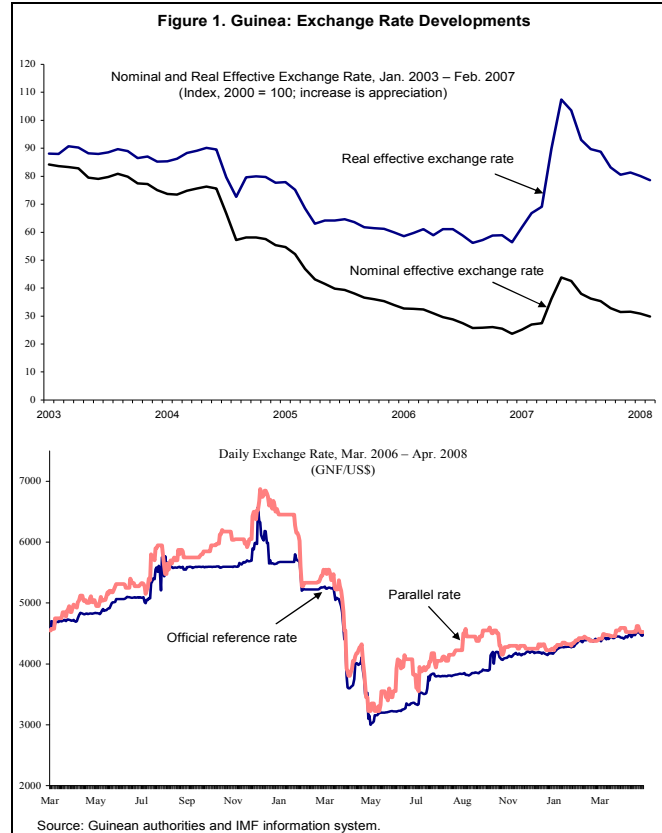 Figure 1. Guinea: Exchange Rate Developments
Nominal and Real Effective Exchange Rate, Jan. 2003 – Feb. 2007
(Index, 2000 = 100; increase is appreciation)
120
110
100
90
80
70
60
50
40
30
20
10
0
Real effective exchange rate
Nominal effective exchange rate
2003 2004 2005 2006 2007 2008
Daily Exchange Rate, Mar. 2006 – Apr. 2008
(GNF/US$)
7000
6000
5000
4000
3000
2000
Parallel rate
Official reference rate
Mar May Jul Sep Nov Jan Mar May Jul May Aug Nov Jan Mar
Source: Guinean authorities and IMF information system.